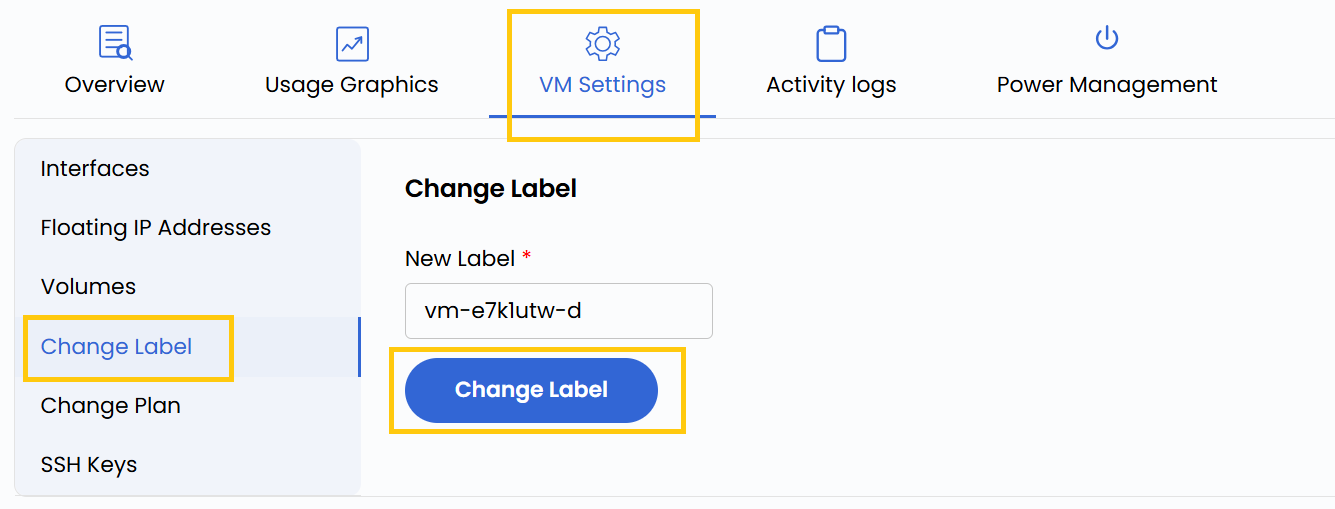 Overview
Usage Graphics
VM Settings
Activity logs
Power Management
Interfaces
Floating IP Addresses
Volumes
Change Label
Change Plan
SSH Keys
Change Label
New Label *
vm-e7k1utw-d
Change Label